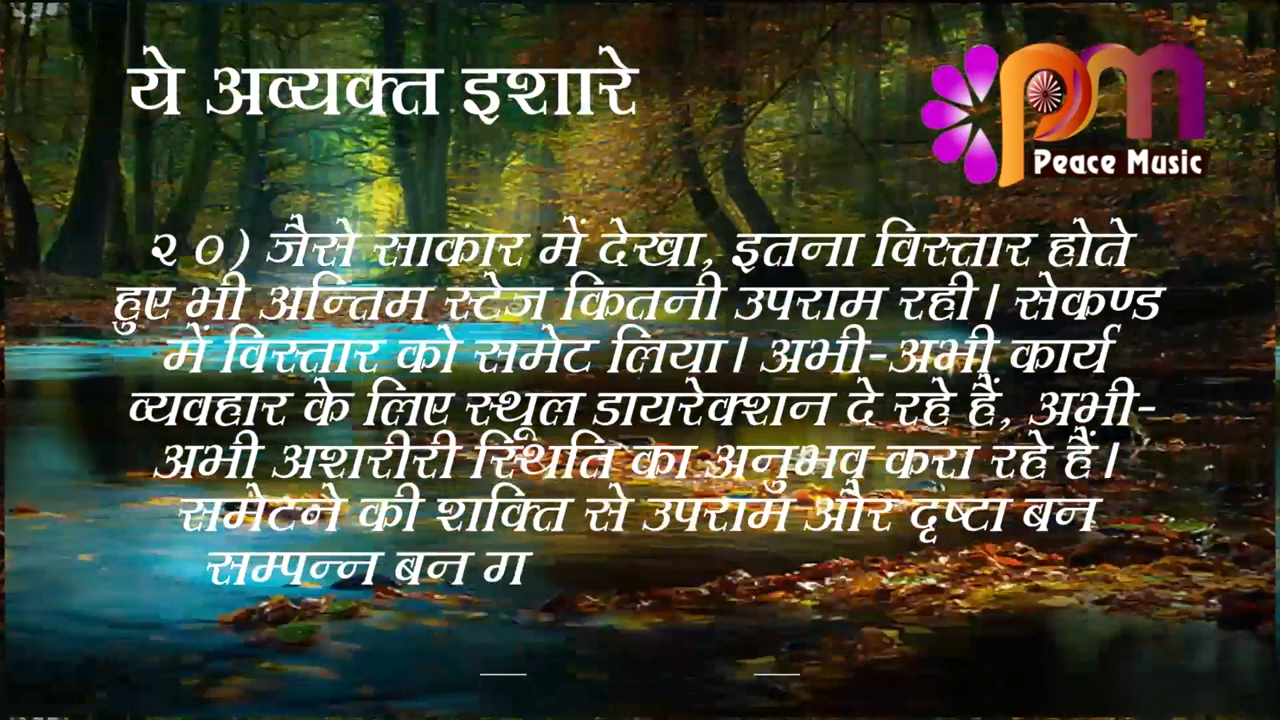 ये अव्यक्त इशारे
pm
Peace Music
२०) जैसे साकार में देखा, इतना विस्तार होते
हुए भी अन्तिम स्टेज कितनी उपराम रही। सेकण्ड
में विस्तार को समेट लिया। अभी-अभी कार्य
व्यवहार के लिए स्थूल डायरेक्शन दे रहे हैं, अभी-
अभी अशरीरी स्थिति का अनुभव करा रहे हैं।
समेटने की शक्ति से उपराम और दृष्टा बन
सम्पन्न बन ग